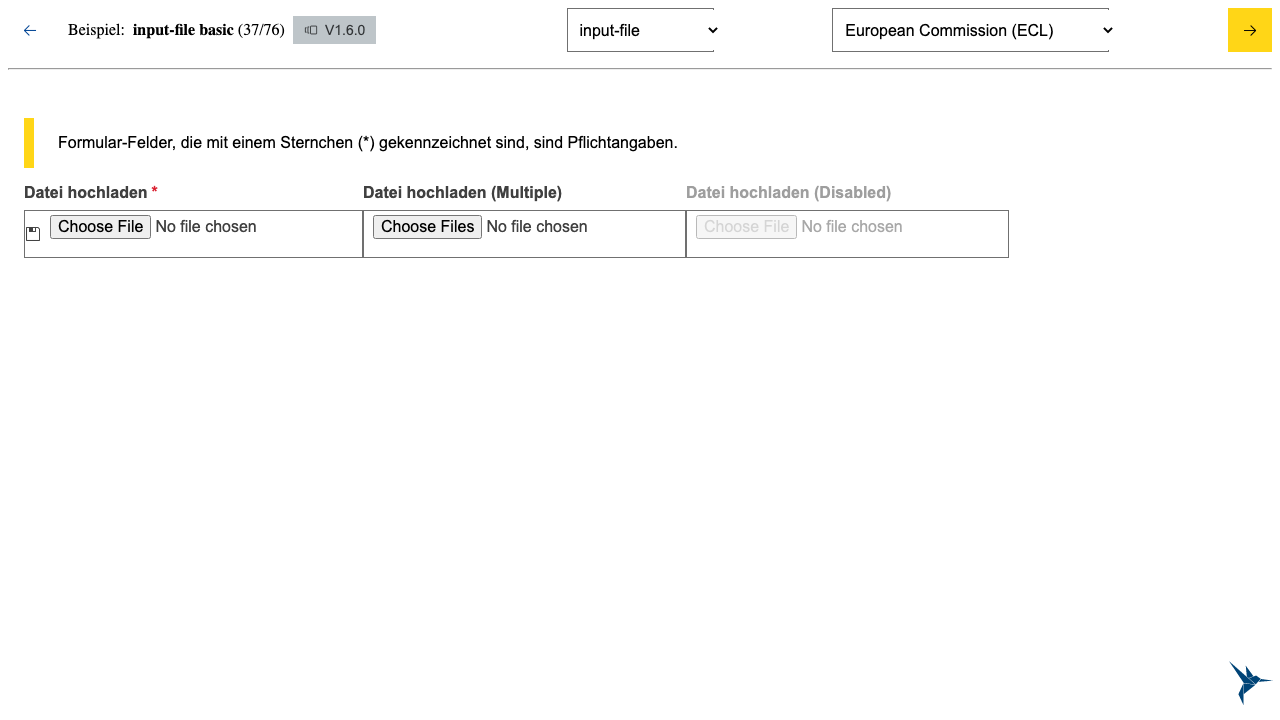 Beispiel: input-file basic (37/76) V1.6.0 input-file European Commission (ECL)
Formular-Felder, die mit einem Sternchen (*) gekennzeichnet sind, sind Pflichtangaben.
Datei hochladen * Datei hochladen (Multiple) Datei hochladen (Disabled)
Choose File No file chosen Choose Files No file chosen Choose File No file chosen